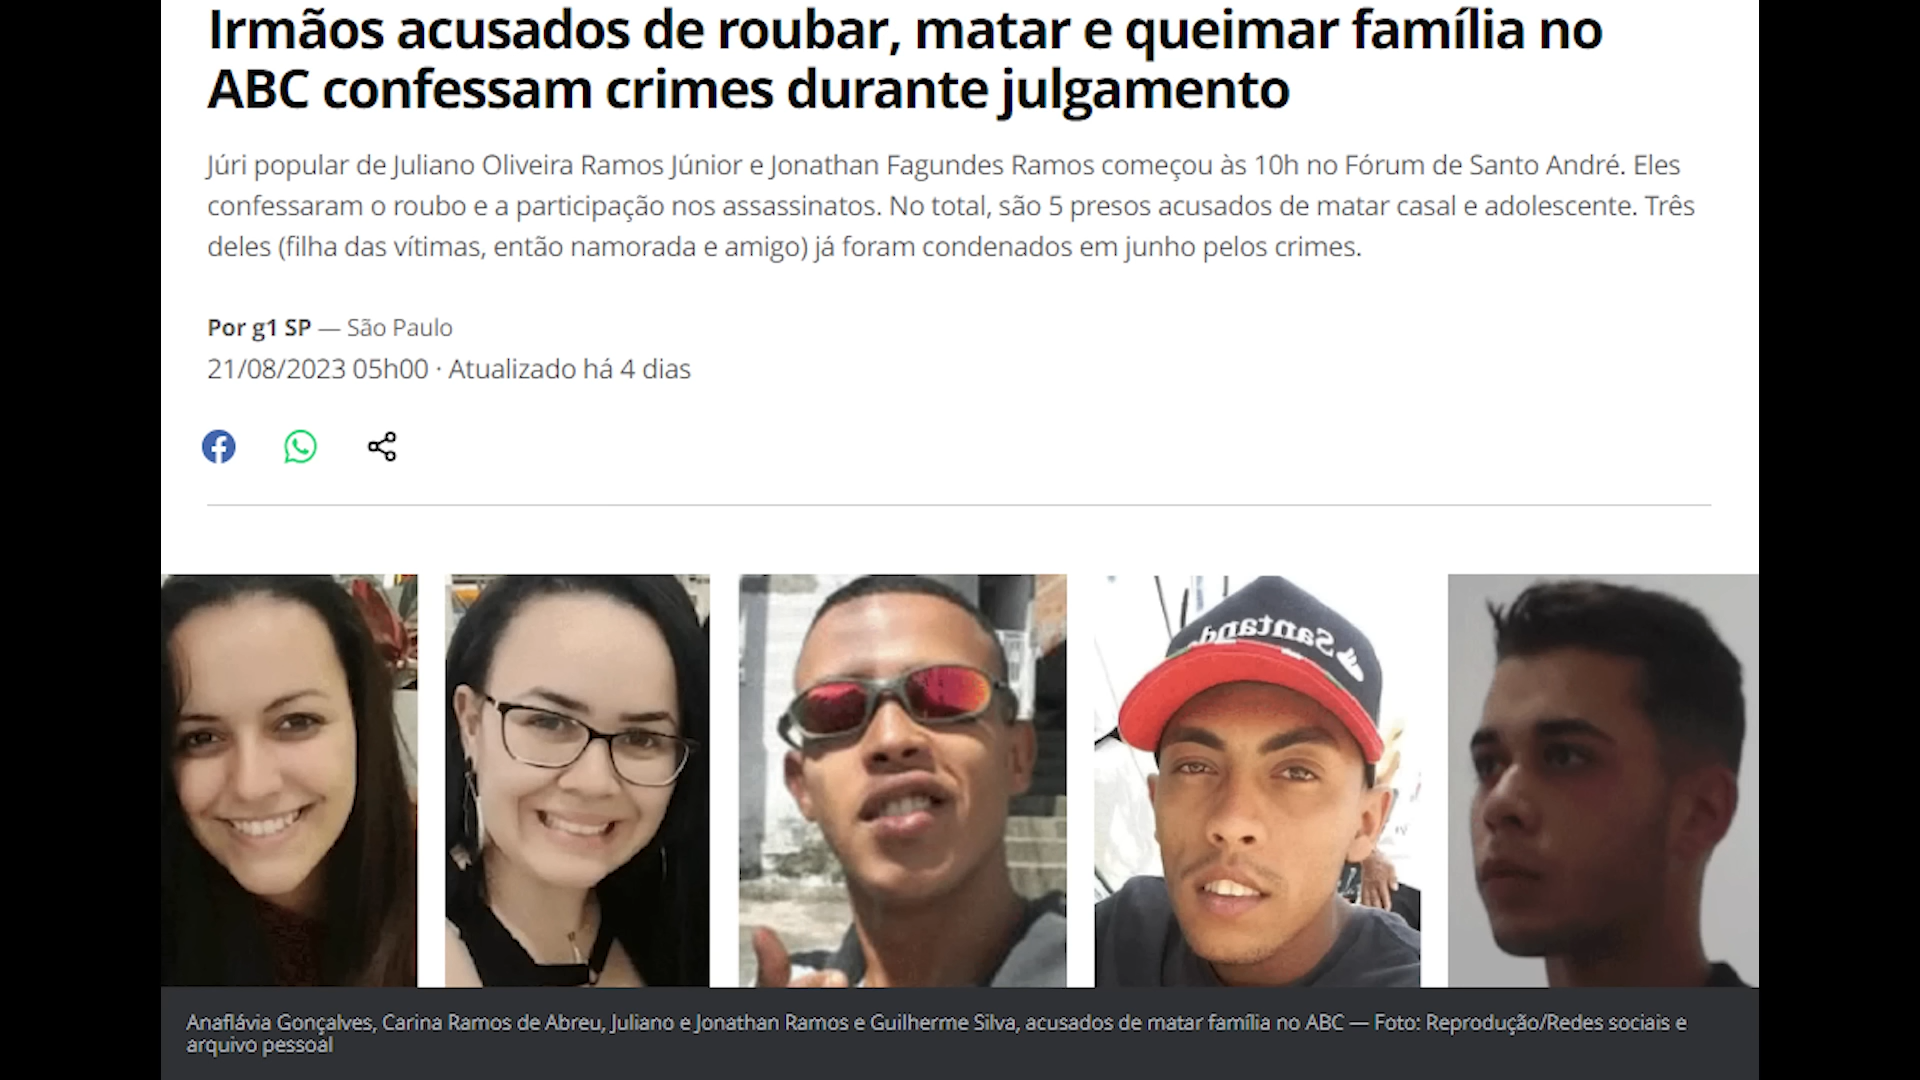 Irmãos acusados de roubar, matar e queimar família no
ABC confessam crimes durante julgamento
Júri popular de Juliano Oliveira Ramos Júnior e Jonathan Fagundes Ramos começou às 10h no Fórum de Santo André. Eles
confessaram o roubo e a participação nos assassinatos. No total, são 5 presos acusados de matar casal e adolescente. Três
deles (filha das vítimas, então namorada e amigo) já foram condenados em junho pelos crimes.
Por g1 SP — São Paulo
21/08/2023 05h00 · Atualizado há 4 dias
Santand
Anaflávia Gonçalves, Carina Ramos de Abreu, Juliano e Jonathan Ramos e Guilherme Silva, acusados de matar família no ABC — Foto: Reprodução/Redes sociais e
arquivo pessoal